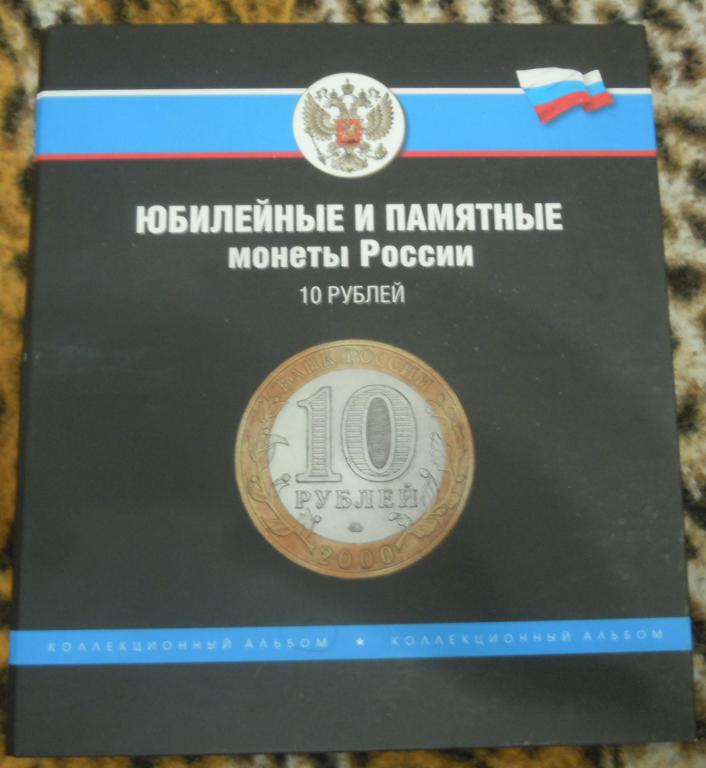 ЮБИЛЕЙНЫЕ И ПАМЯТНЫЕ
монеты России
10 РУБЛЕЙ
БАНК РОССИИ
10
РУБЛЕЙ
2000
КОЛЛЕКЦИОННЫЙ АЛЬБОМ ★ КОЛЛЕКЦИОННЫЙ АЛЬБОМ